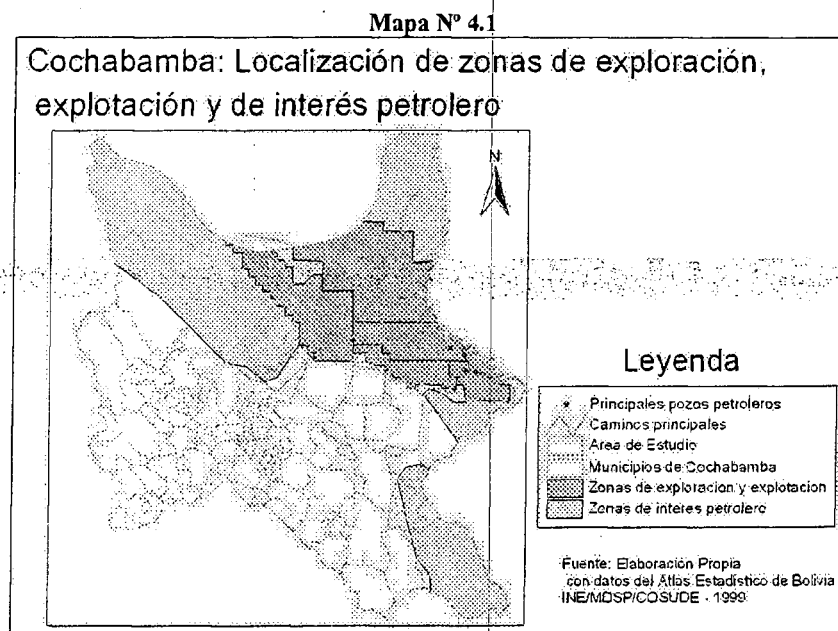 Mapa Nº 4.1
Cochabamba: Localización de zonas de exploración,
explotación y de interés petrolero
N
Leyenda
Principales pozos petroleros
Caminos principales
Area de Estudio
Municipios de Cochabamba
Zonas de exploracion y explotacion
Zonas de interes petrolero
Fuente: Elaboración Propia
con datos del Atlas Estadístico de Bolivia
INE/MDSP/COSUDE - 1999